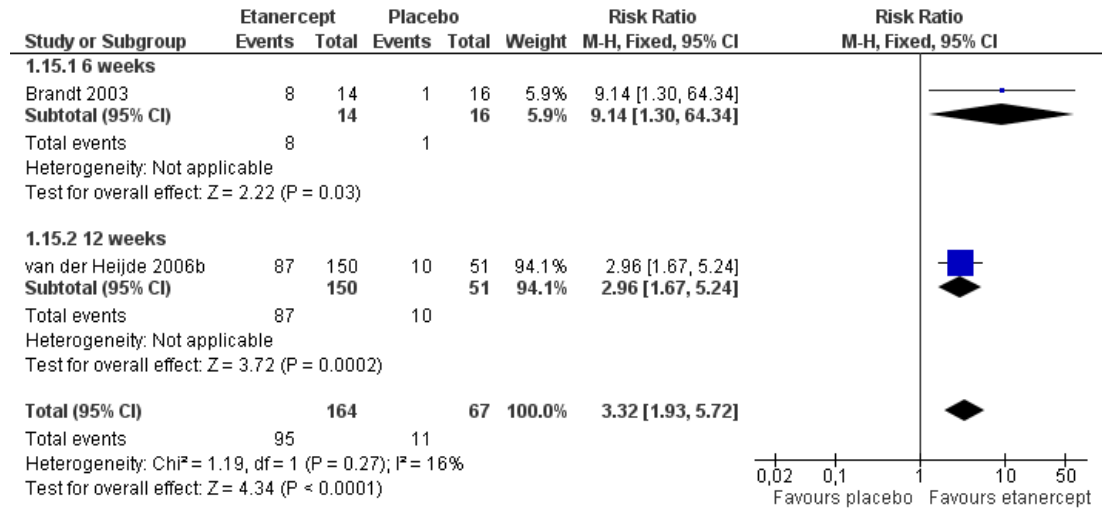 Etanercept Placebo Risk Ratio Risk Ratio
Study or Subgroup Events Total Events Total Weight M-H, Fixed, 95% CI M-H, Fixed, 95% CI
1.15.1 6 weeks
Brandt 2003 8 14 1 16 5.9% 9.14 [1.30, 64.34]
Subtotal (95% CI) 14 16 5.9% 9.14 [1.30, 64.34]
Total events 8 1
Heterogeneity: Not applicable
Test for overall effect: Z = 2.22 (P = 0.03)
1.15.2 12 weeks
van der Heijde 2006b 87 150 10 51 94.1% 2.96 [1.67, 5.24]
Subtotal (95% CI) 150 51 94.1% 2.96 [1.67, 5.24]
Total events 87 10
Heterogeneity: Not applicable
Test for overall effect: Z = 3.72 (P = 0.0002)
Total (95% CI) 164 67 100.0% 3.32 [1.93, 5.72]
Total events 95 11
Heterogeneity: Chi² = 1.19, df = 1 (P = 0.27); I² = 16%
Test for overall effect: Z = 4.34 (P < 0.0001)
0,02 0,1 1 10 50
Favours placebo Favours etanercept